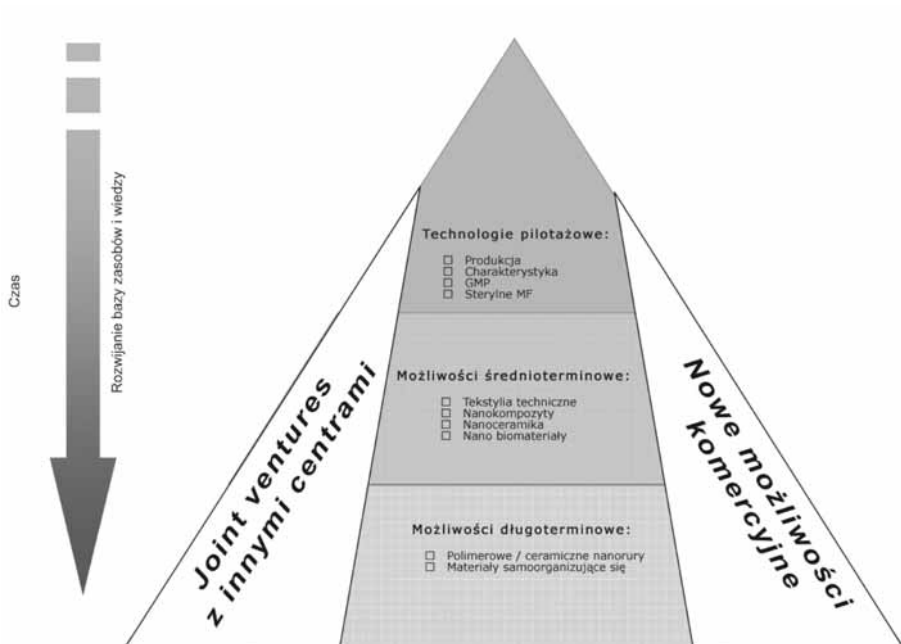 Czas
Rozwijanie bazy zasobów i wiedzy
Technologie pilotażowe:
☐ Produkcja
☐ Charakterystyka
☐ GMP
☐ Sterylne MF
Możliwości średnioterminowe:
☐ Tekstylia techniczne
☐ Nanokompozyty
☐ Nanoceramika
☐ Nano biomateriały
Możliwości długoterminowe:
☐ Polimerowe / ceramiczne nanorury
☐ Materiały samoorganizujące się
Joint ventures
z innymi centrami
Nowe możliwości
komercyjne